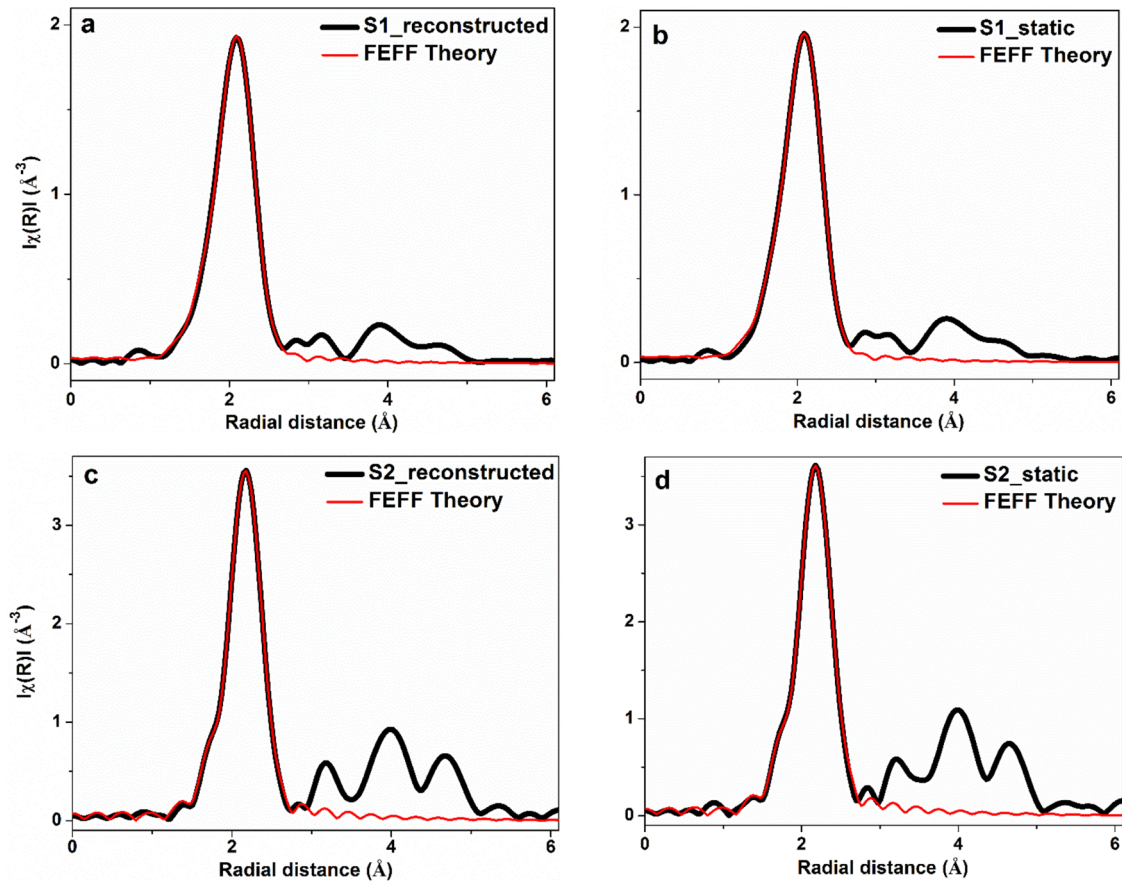 a
S1_reconstructed
FEFF Theory
2
1
0
|χ(R)| (Å⁻³)
0 2 4 6
Radial distance (Å)
b
S1_static
FEFF Theory
2
1
0
0 2 4 6
Radial distance (Å)
c
S2_reconstructed
FEFF Theory
3
2
1
0
|χ(R)| (Å⁻³)
0 2 4 6
Radial distance (Å)
d
S2_static
FEFF Theory
3
2
1
0
0 2 4 6
Radial distance (Å)